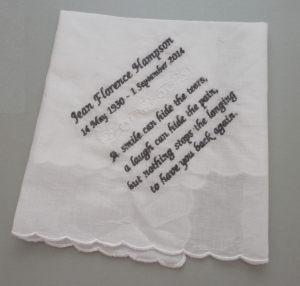 Jean Florence Hampson
14 May 1930 - 1 September 2014
A smile can hide the tears,
a laugh can hide the pain,
but nothing stops the longing
to have you back again.